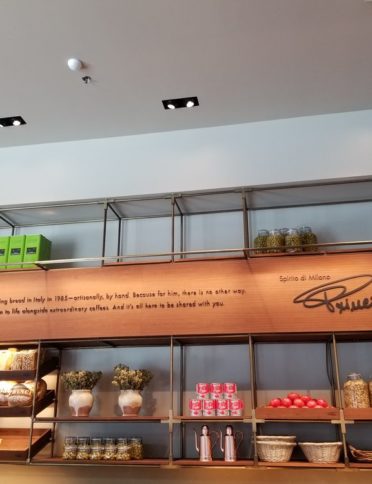 ing bread in Italy in 1985—artisanally, by hand. Because for him, there is no other way.
to life alongside extraordinary coffees. And it's all here to be shared with you.
Spirito di Milano